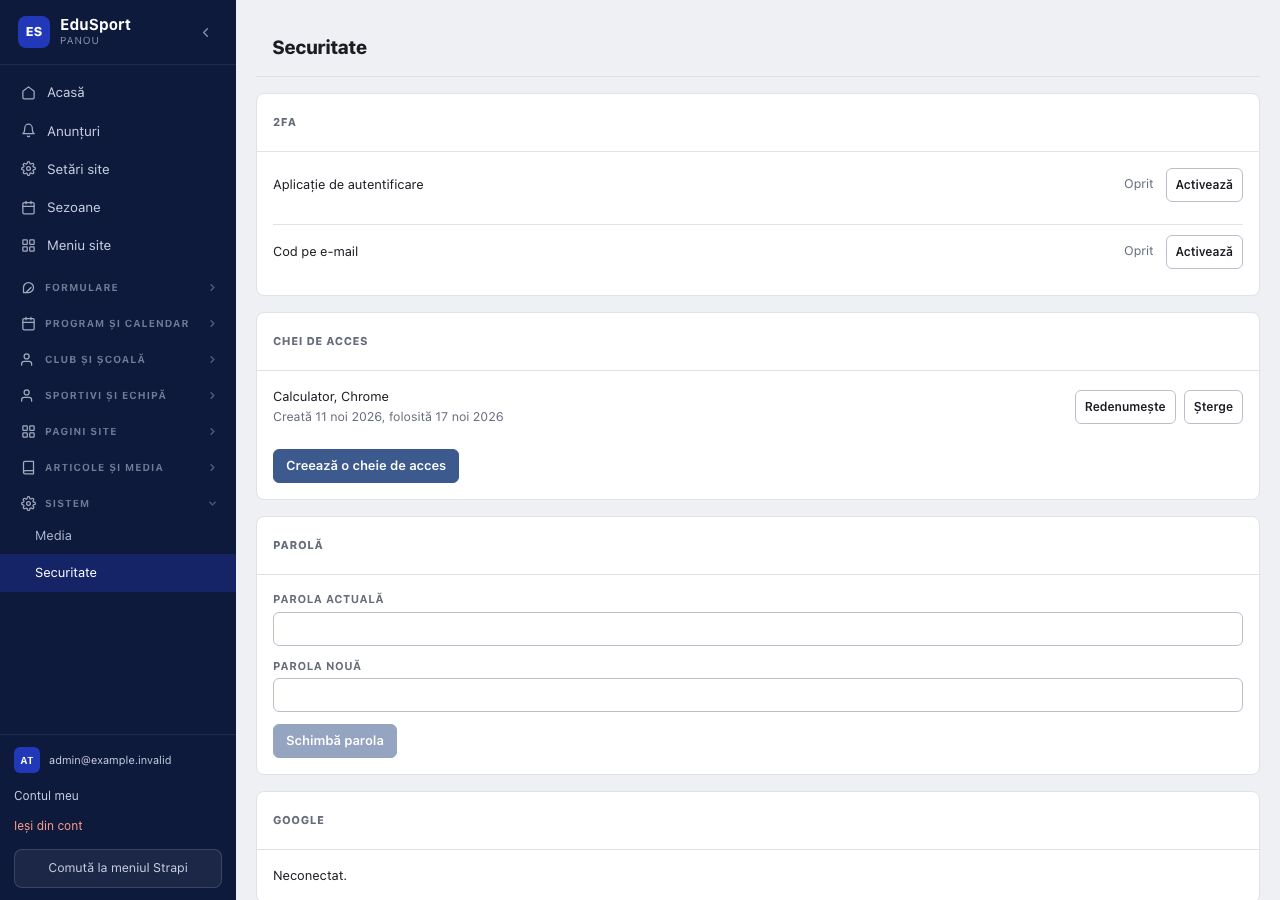 ES
EduSport
PANOU
Acasă
Anunțuri
Setări site
Sezoane
Meniu site
FORMULARE
PROGRAM ȘI CALENDAR
CLUB ȘI ȘCOALĂ
SPORTIVI ȘI ECHIPĂ
PAGINI SITE
ARTICOLE ȘI MEDIA
SISTEM
Media
Securitate
AT admin@example.invalid
Contul meu
Ieși din cont
Comută la meniul Strapi
Securitate
2FA
Aplicație de autentificare Oprit Activează
Cod pe e-mail Oprit Activează
CHEI DE ACCES
Calculator, Chrome
Creată 11 noi 2026, folosită 17 noi 2026
Redenumește Șterge
Creează o cheie de acces
PAROLĂ
PAROLA ACTUALĂ
PAROLA NOUĂ
Schimbă parola
GOOGLE
Neconectat.